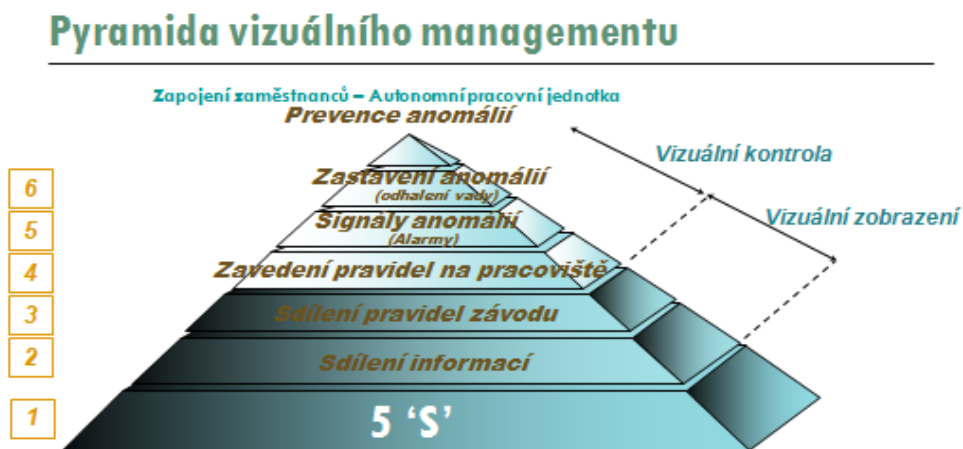 Pyramida vizuálního managementu
Zapojení zaměstnanců – Autonomní pracovní jednotka
Prevence anomálií
Vizuální kontrola
6
Zastavení anomálií
(odhalení vady)
Vizuální zobrazení
5
Signály anomálií
(Alarmy)
4
Zavedení pravidel na pracoviště
3
Sdílení pravidel závodu
2
Sdílení informací
1
5 ‘S’